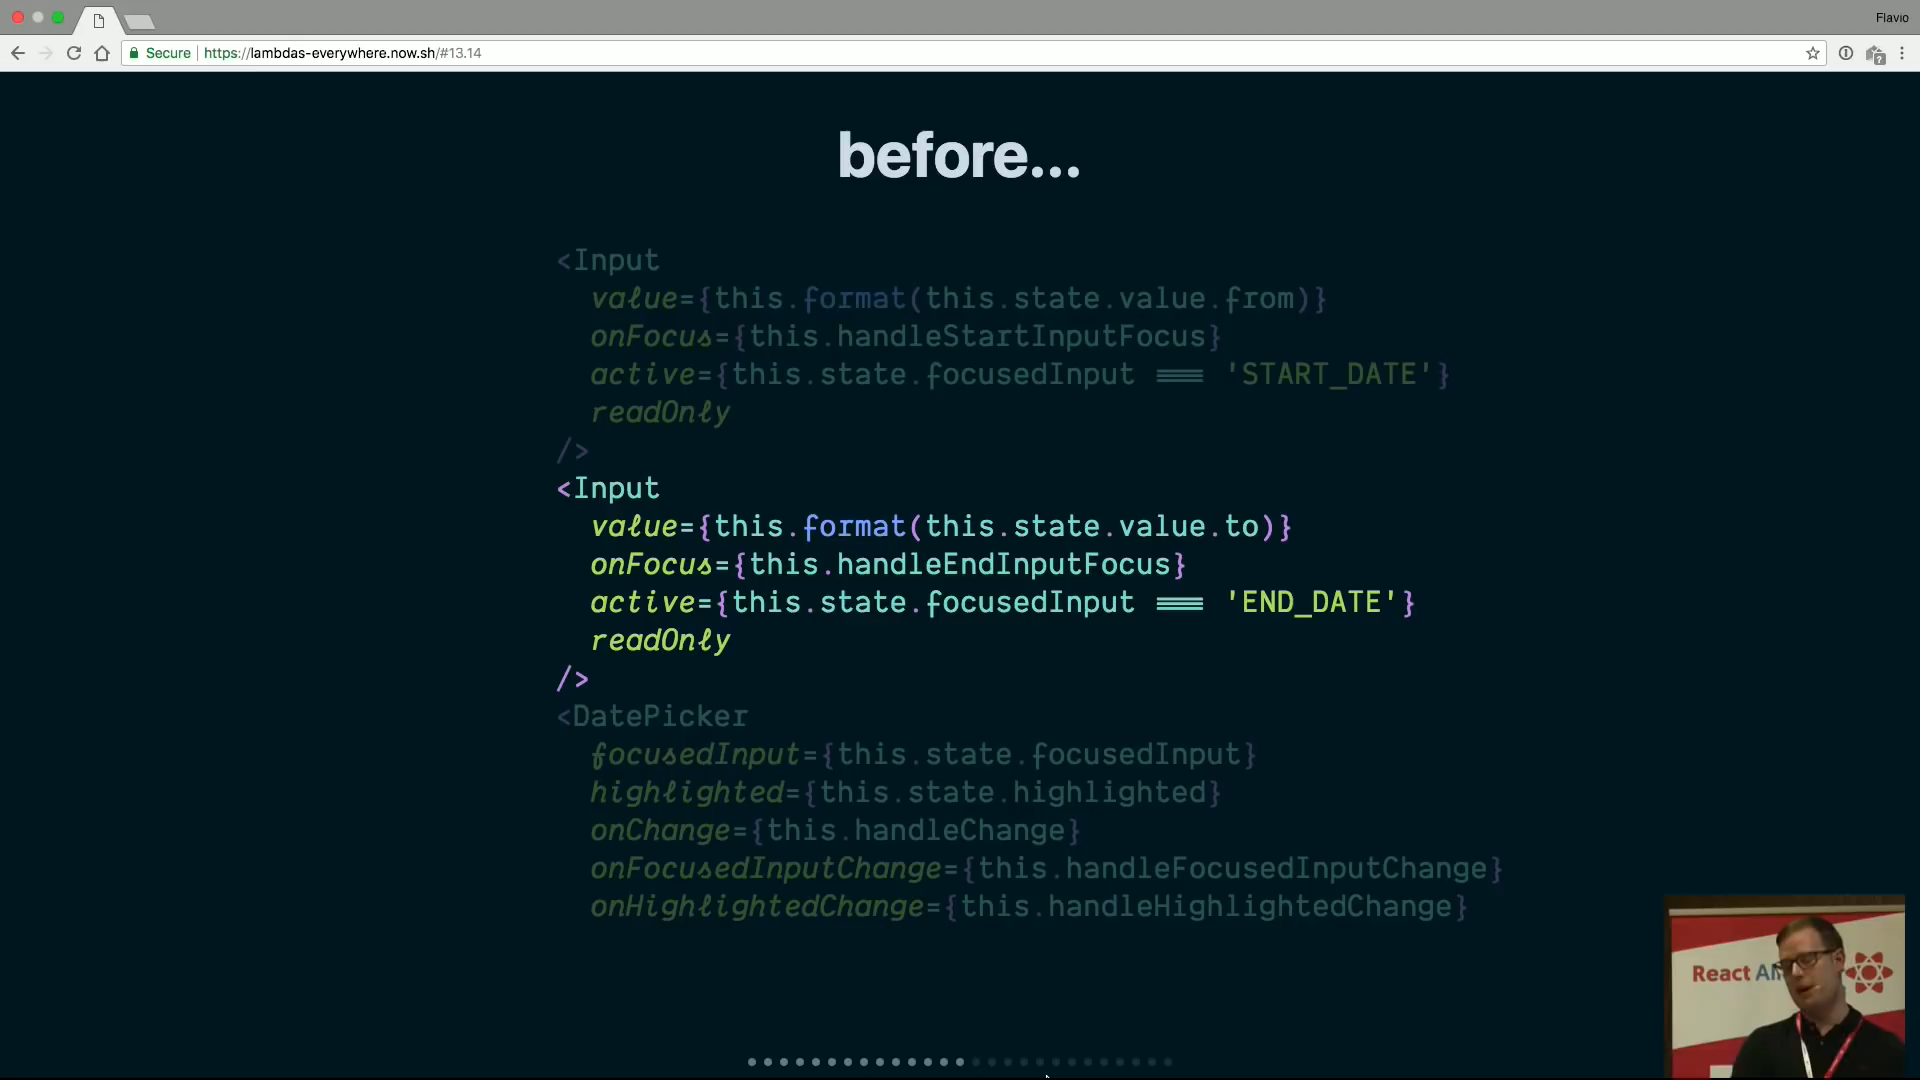 Flavio
Secure https://lambdas-everywhere.now.sh/#13.14
before...
<Input
value={this.format(this.state.value.from)}
onFocus={this.handleStartInputFocus}
active={this.state.focusedInput === 'START_DATE'}
readOnly
/>
<Input
value={this.format(this.state.value.to)}
onFocus={this.handleEndInputFocus}
active={this.state.focusedInput === 'END_DATE'}
readOnly
/>
<DatePicker
focusedInput={this.state.focusedInput}
highlighted={this.state.highlighted}
onChange={this.handleChange}
onFocusedInputChange={this.handleFocusedInputChange}
onHighlightedChange={this.handleHighlightedChange}
React